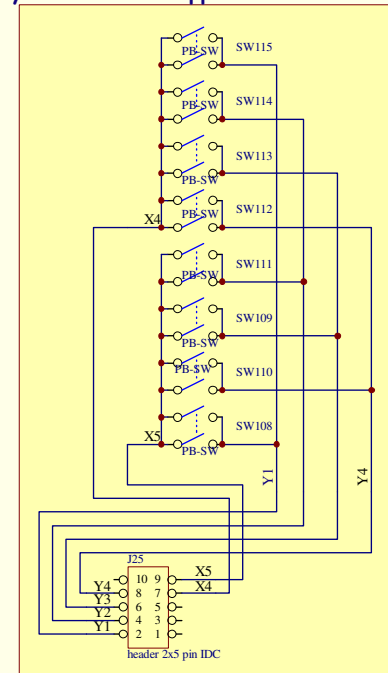 PB-SW
SW115
SW114
PB-SW
SW113
PB-SW
SW112
X4
PB-SW
SW111
SW109
PB-SW
PB-SW
SW110
SW108
X5
PB-SW
Y1
Y4
J25
10 9 X5
Y4 8 7 X4
Y3 6 5
Y2 4 3
Y1 2 1
header 2x5 pin IDC